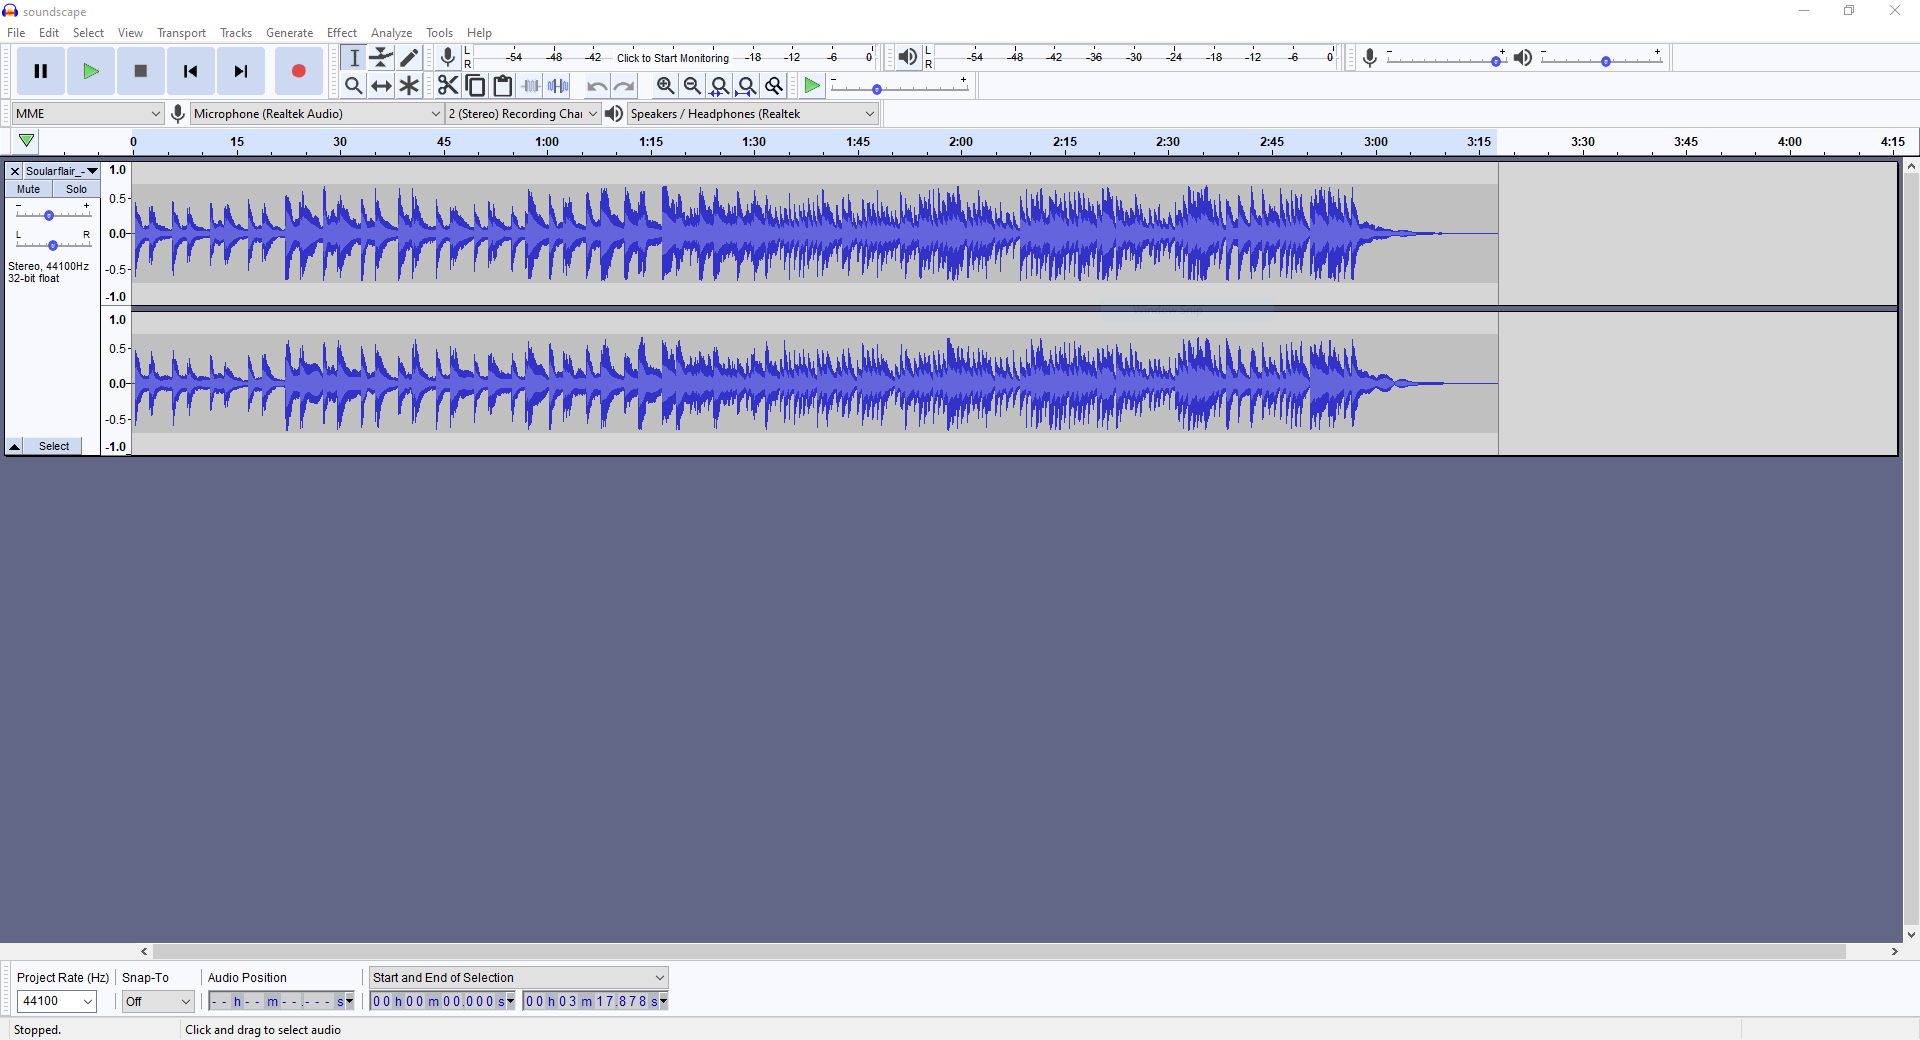 soundscape
File Edit Select View Transport Tracks Generate Effect Analyze Tools Help
L R -54 -48 -42 Click to Start Monitoring -18 -12 -6 0 L R -54 -48 -42 -36 -30 -24 -18 -12 -6 0 - + - +
- +
MME Microphone (Realtek Audio) 2 (Stereo) Recording Chai Speakers / Headphones (Realtek
0 15 30 45 1:00 1:15 1:30 1:45 2:00 2:15 2:30 2:45 3:00 3:15 3:30 3:45 4:00 4:15
Soularflair_- 1.0
Mute Solo
- + 0.5
L R 0.0
Stereo, 44100Hz -0.5
32-bit float
-1.0
Window Snip
1.0
0.5
0.0
-0.5
Select -1.0
Project Rate (Hz) Snap-To Audio Position Start and End of Selection
44100 Off - - h - - m - - . - - - s 0 0 h 0 0 m 0 0 . 0 0 0 s 0 0 h 0 3 m 1 7 . 8 7 8 s
Stopped. Click and drag to select audio